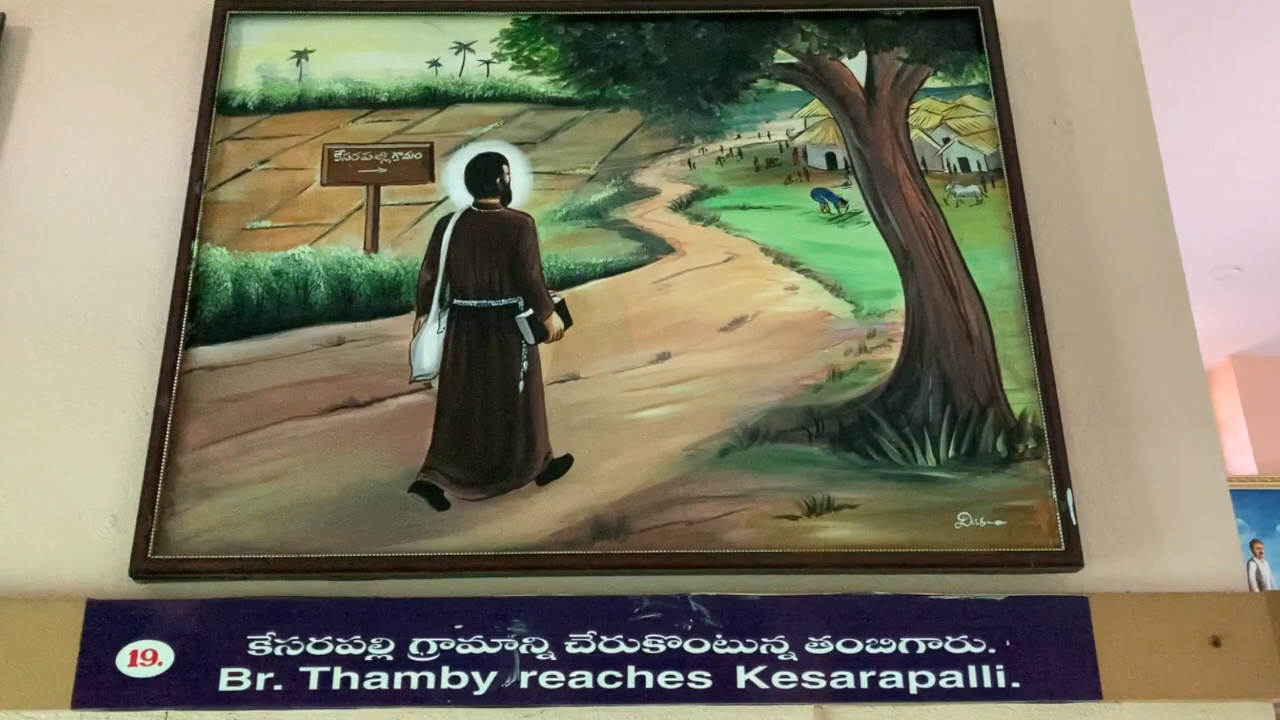 కేసరపల్లి గ్రామం
19.
కేసరపల్లి గ్రామాన్ని చేరుకొంటున్న తంబిగారు.
Br. Thamby reaches Kesarapalli.